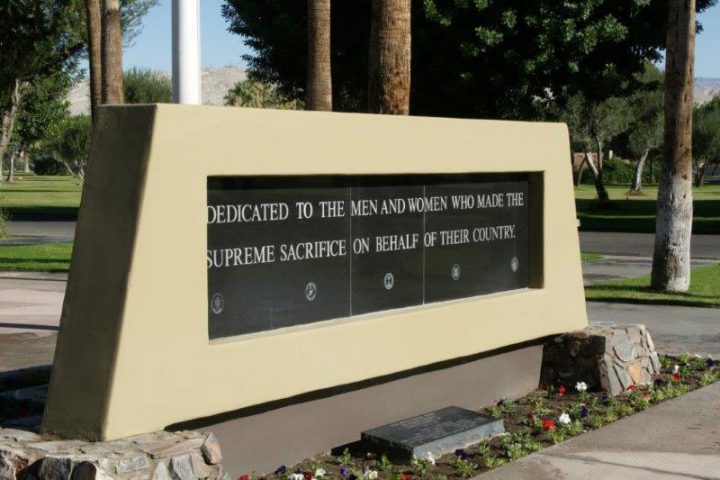 DEDICATED TO THE MEN AND WOMEN WHO MADE THE
SUPREME SACRIFICE ON BEHALF OF THEIR COUNTRY.